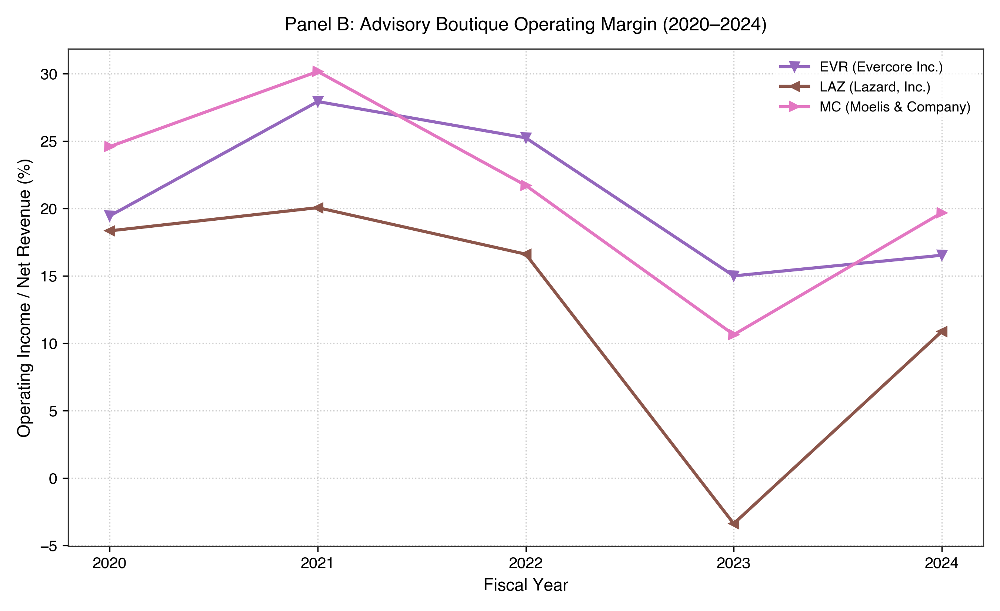 Panel B: Advisory Boutique Operating Margin (2020–2024)
EVR (Evercore Inc.)
LAZ (Lazard, Inc.)
MC (Moelis & Company)
Operating Income / Net Revenue (%)
30
25
20
15
10
5
0
−5
2020
2021
2022
2023
2024
Fiscal Year